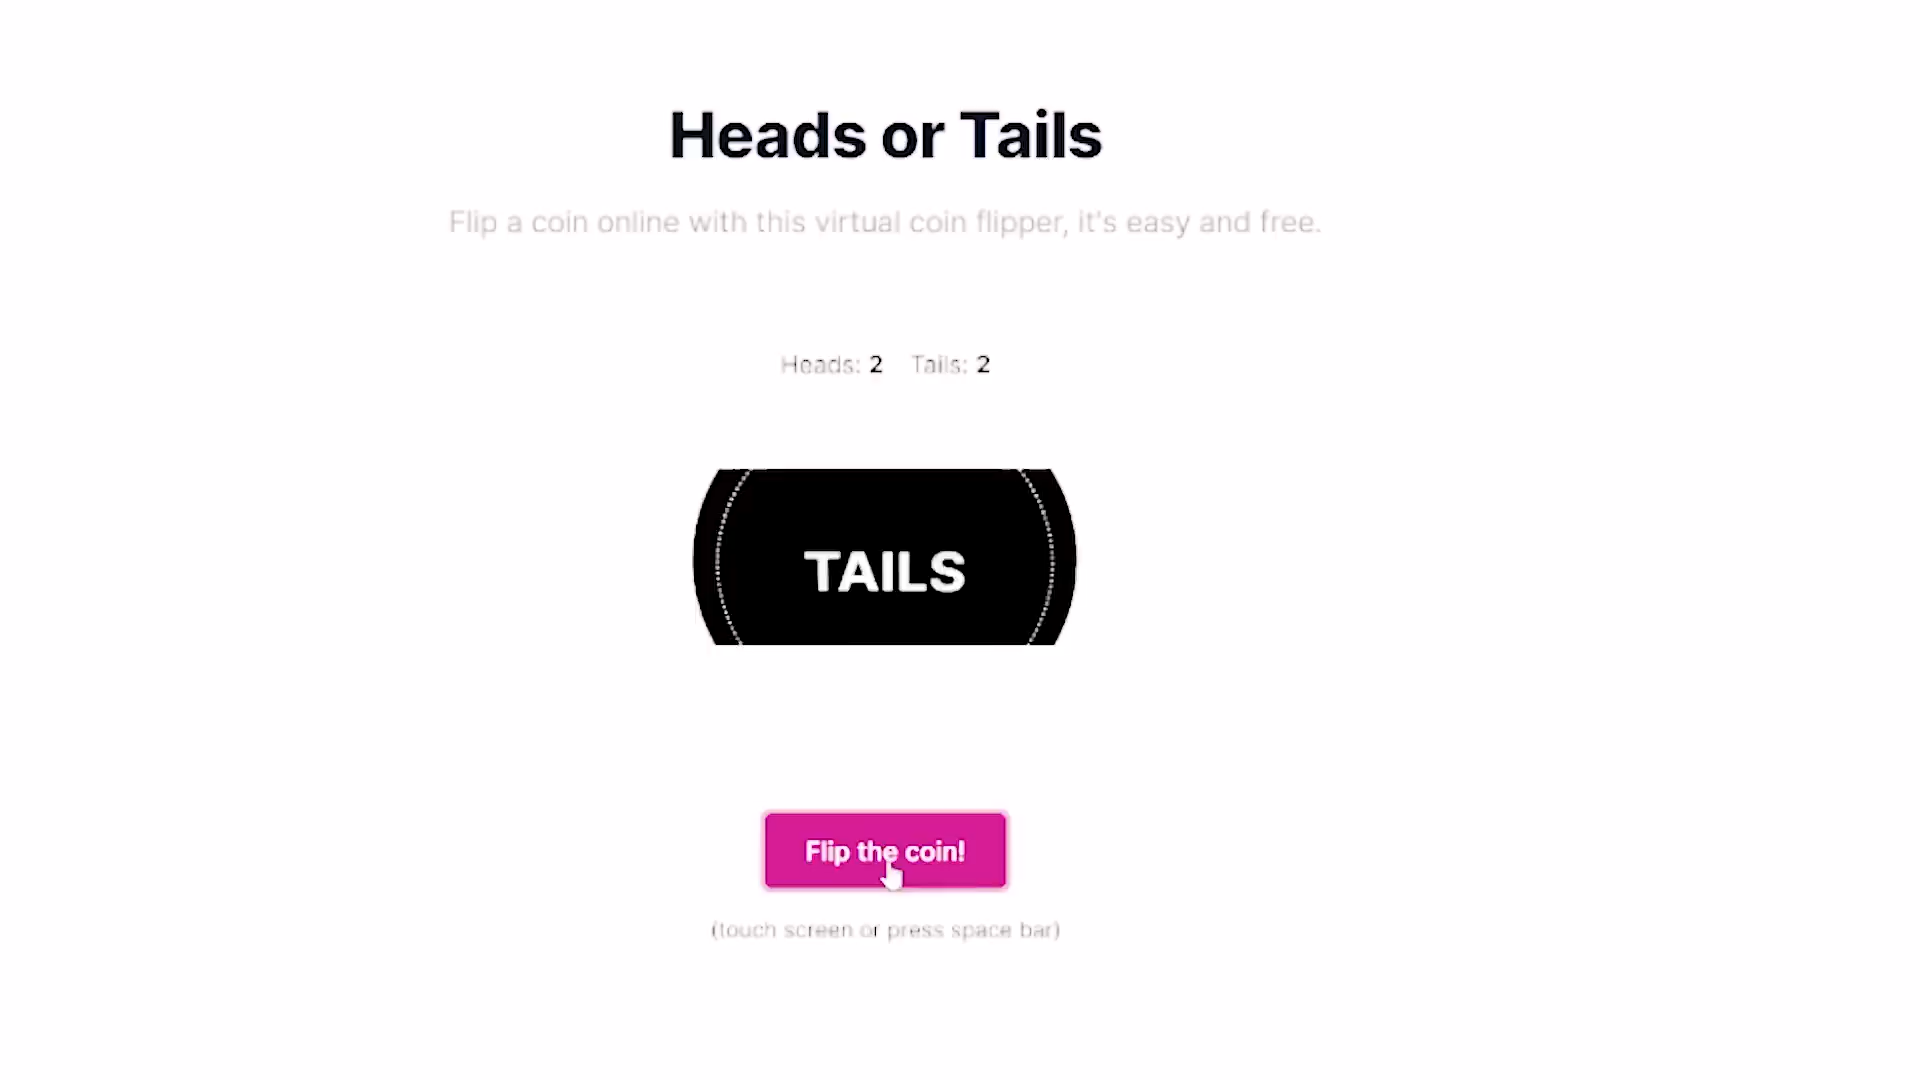 Heads or Tails
Flip a coin online with this virtual coin flipper, it's easy and free.
Heads: 2 Tails: 2
TAILS
Flip the coin!
(touch screen or press space bar)